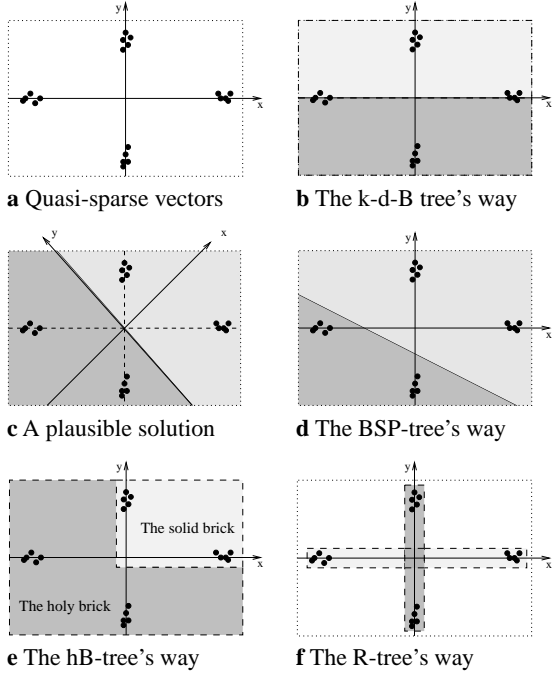 y
x
a Quasi-sparse vectors
y
x
b The k-d-B tree's way
y
x
c A plausible solution
y
x
d The BSP-tree's way
y
The solid brick
x
The holy brick
e The hB-tree's way
y
x
f The R-tree's way